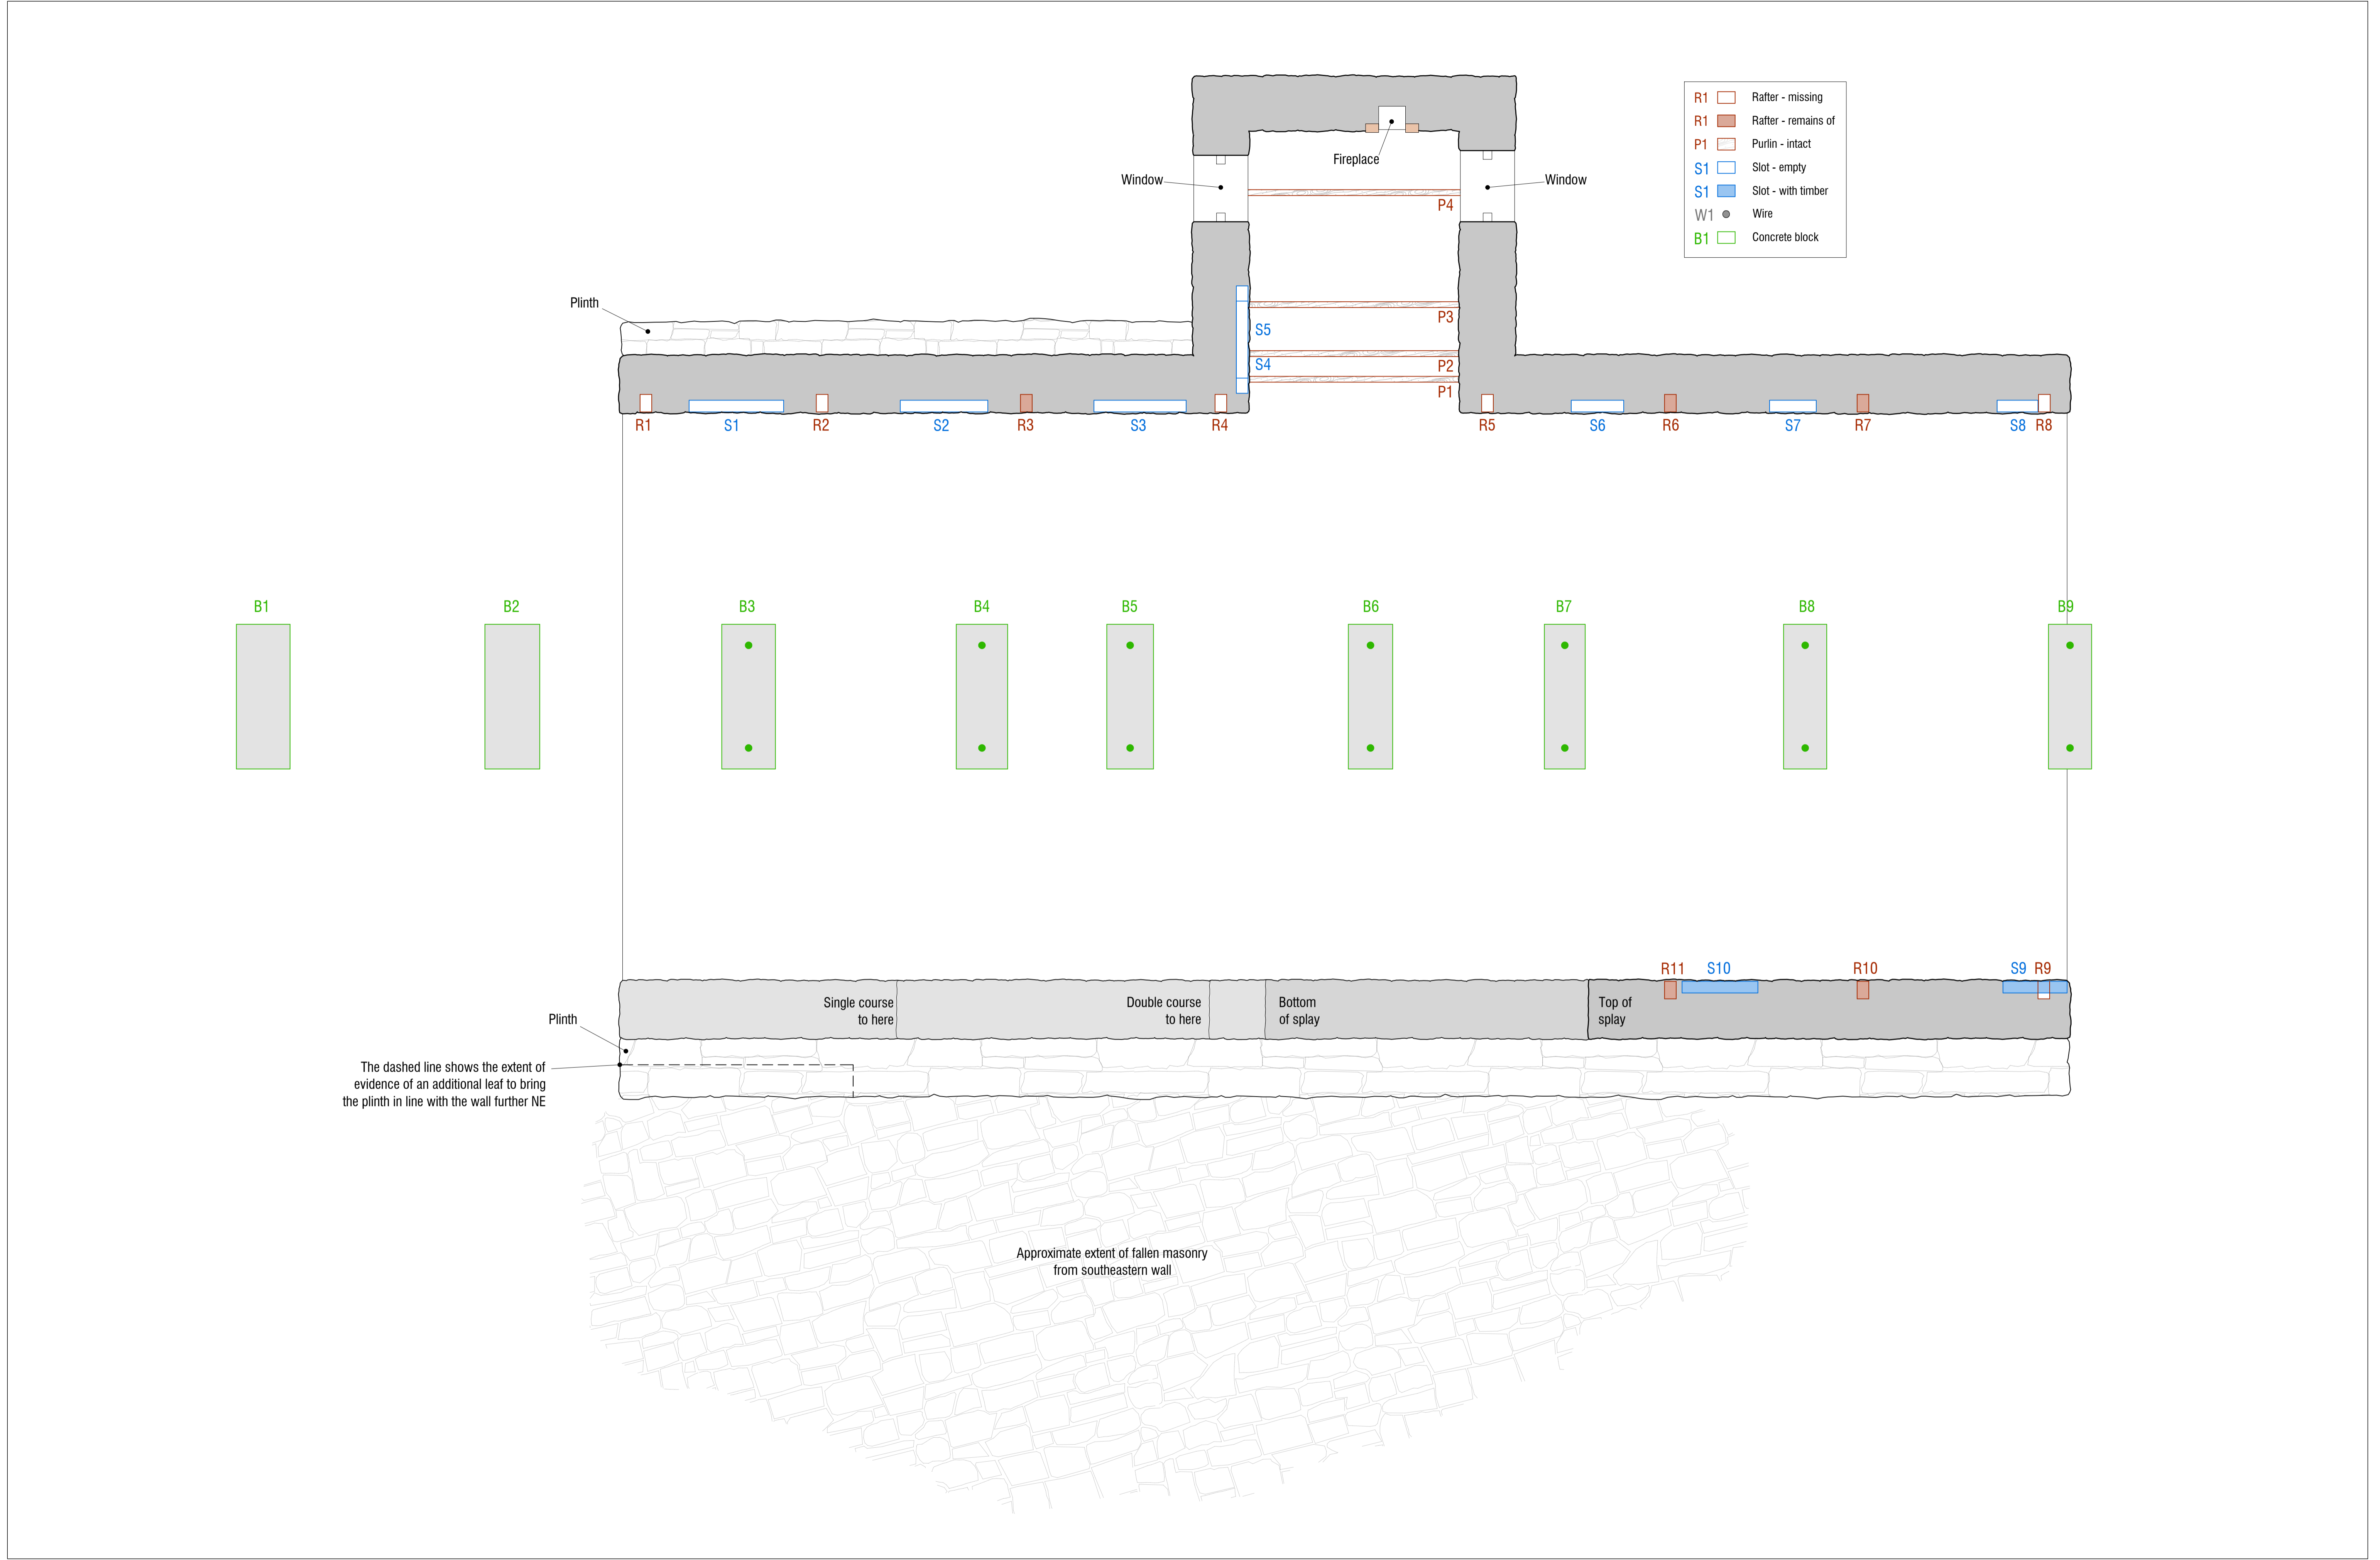 R1 Rafter - missing
R1 Rafter - remains of
P1 Purlin - intact
S1 Slot - empty
S1 Slot - with timber
W1 Wire
B1 Concrete block
Fireplace
Window
Window
P4
Plinth
P3
S5
S4
P2
P1
R1 S1 R2 S2 R3 S3 R4 R5 S6 R6 S7 R7 S8 R8
B1 B2 B3 B4 B5 B6 B7 B8 B9
R11 S10 R10 S9 R9
Single course
to here
Double course
to here
Bottom
of splay
Top of
splay
Plinth
The dashed line shows the extent of
evidence of an additional leaf to bring
the plinth in line with the wall further NE
Approximate extent of fallen masonry
from southeastern wall